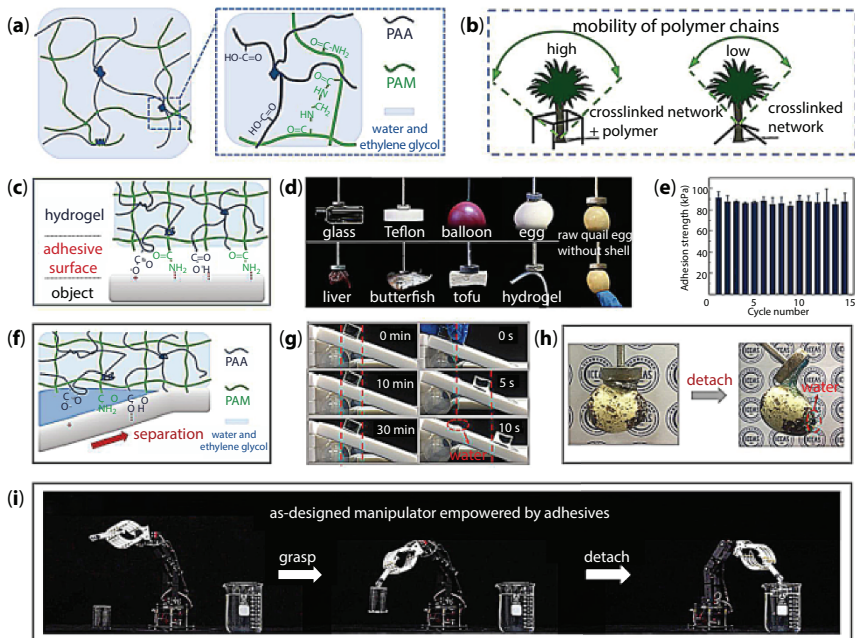 (a)
HO-C=O
HO-C=O
O=C-NH₂
O=C
HN
CH₂
HN
O=C
PAA
PAM
water and
ethylene glycol
(b)
mobility of polymer chains
high
low
crosslinked network
+ polymer
crosslinked
network
(c)
hydrogel
adhesive
surface
object
(d)
glass
Teflon
balloon
egg
raw quail egg
without shell
liver
butterfish
tofu
hydrogel
(e)
Adhesion strength (kPa)
80
60
40
20
0
0
5
10
15
Cycle number
(f)
separation
PAA
PAM
water and
ethylene glycol
(g)
0 min
0 s
10 min
5 s
30 min
10 s
water
(h)
ICEAS
detach
water
(i)
as-designed manipulator empowered by adhesives
grasp
detach